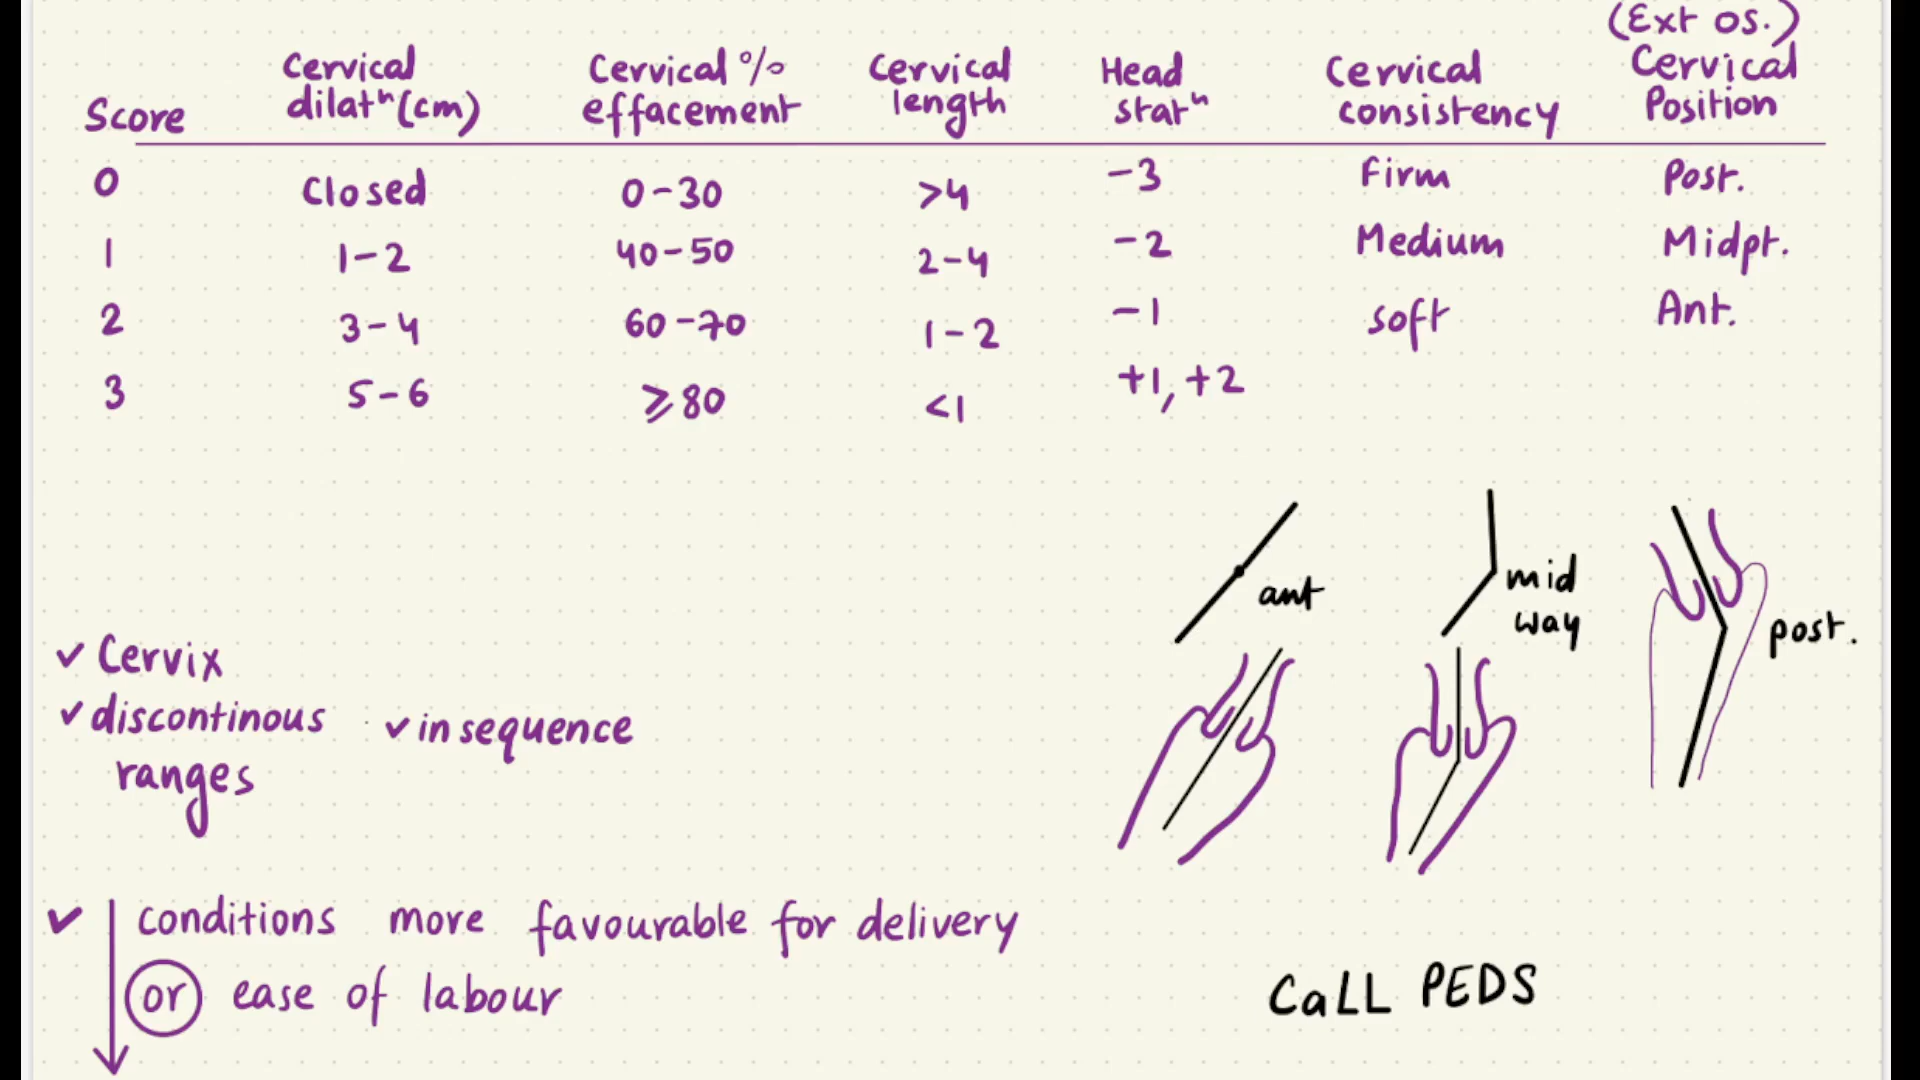 (Ext os.)
Score Cervical dilatⁿ(cm) Cervical % effacement Cervical length Head statⁿ Cervical consistency Cervical Position
0 Closed 0-30 >4 -3 Firm Post.
1 1-2 40-50 2-4 -2 Medium Midpt.
2 3-4 60-70 1-2 -1 soft Ant.
3 5-6 ≥80 <1 +1, +2
ant
mid
way
post.
✓ Cervix
✓ discontinous
ranges
✓ in sequence
✓ conditions more favourable for delivery
or ease of labour
CaLL PEDS